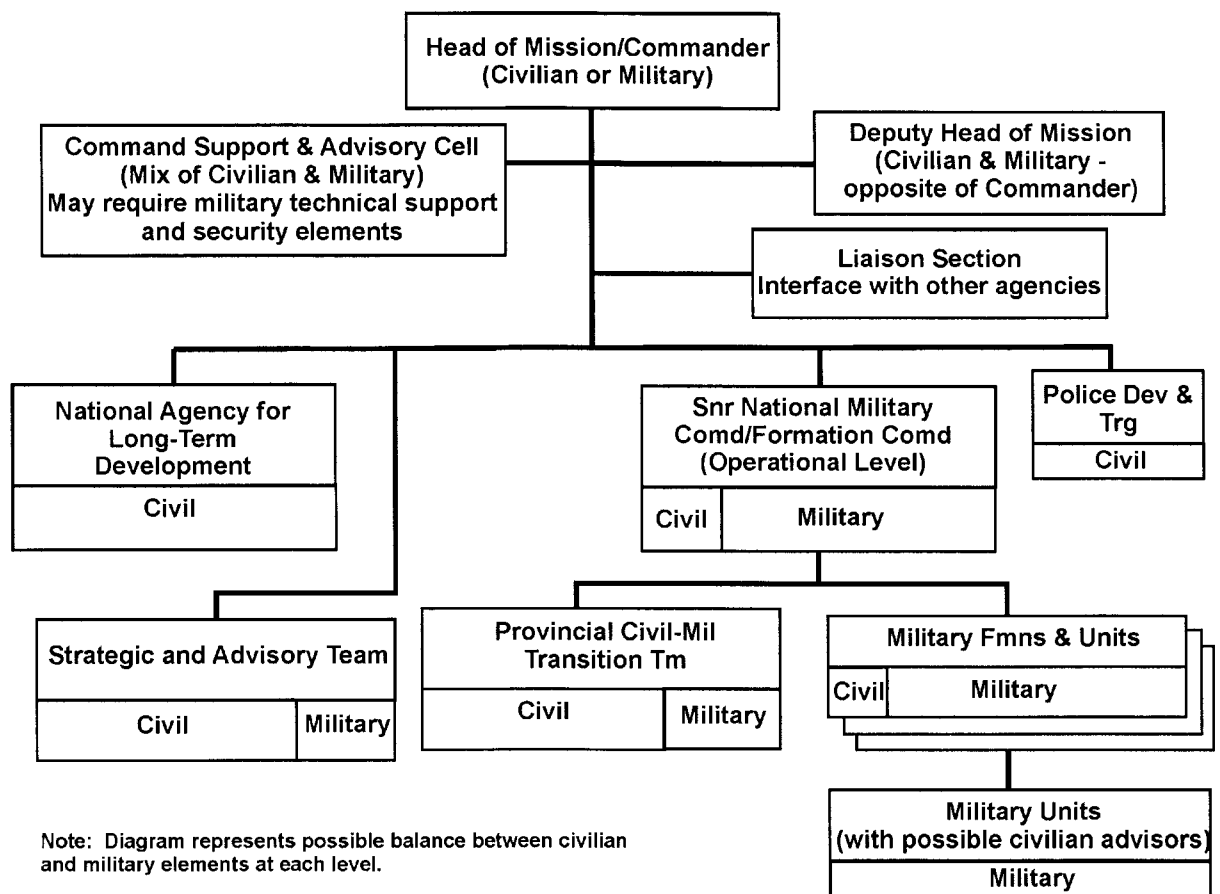 Head of Mission/Commander
(Civilian or Military)
Command Support & Advisory Cell
(Mix of Civilian & Military)
May require military technical support
and security elements
Deputy Head of Mission
(Civilian & Military -
opposite of Commander)
Liaison Section
Interface with other agencies
National Agency for
Long-Term
Development
Civil
Snr National Military
Comd/Formation Comd
(Operational Level)
Civil
Military
Police Dev &
Trg
Civil
Strategic and Advisory Team
Civil
Military
Provincial Civil-Mil
Transition Tm
Civil
Military
Military Fmns & Units
Civil
Military
Military Units
(with possible civilian advisors)
Military
Note: Diagram represents possible balance between civilian
and military elements at each level.